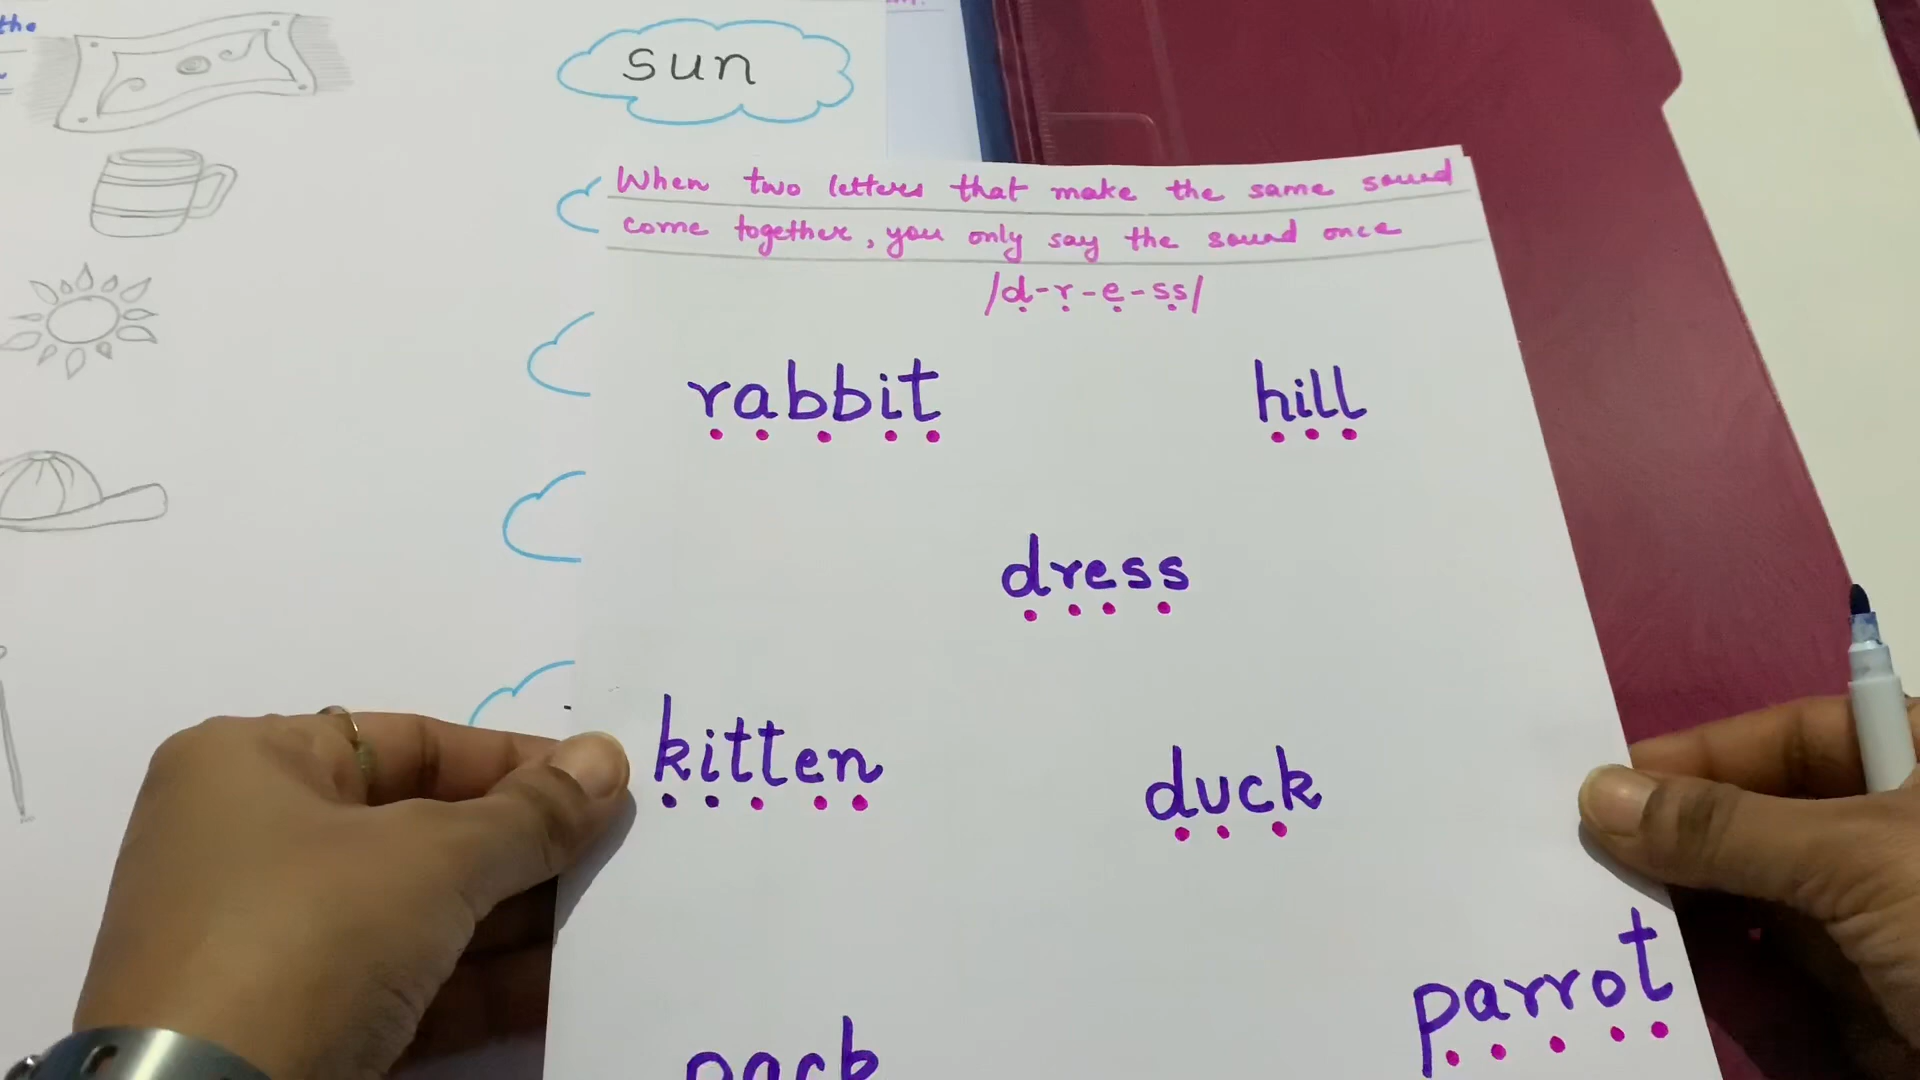 the
sun
When two letters that make the same sound
come together, you only say the sound once
/d-r-e-ss/
rabbit hill
dress
kitten duck
parrot